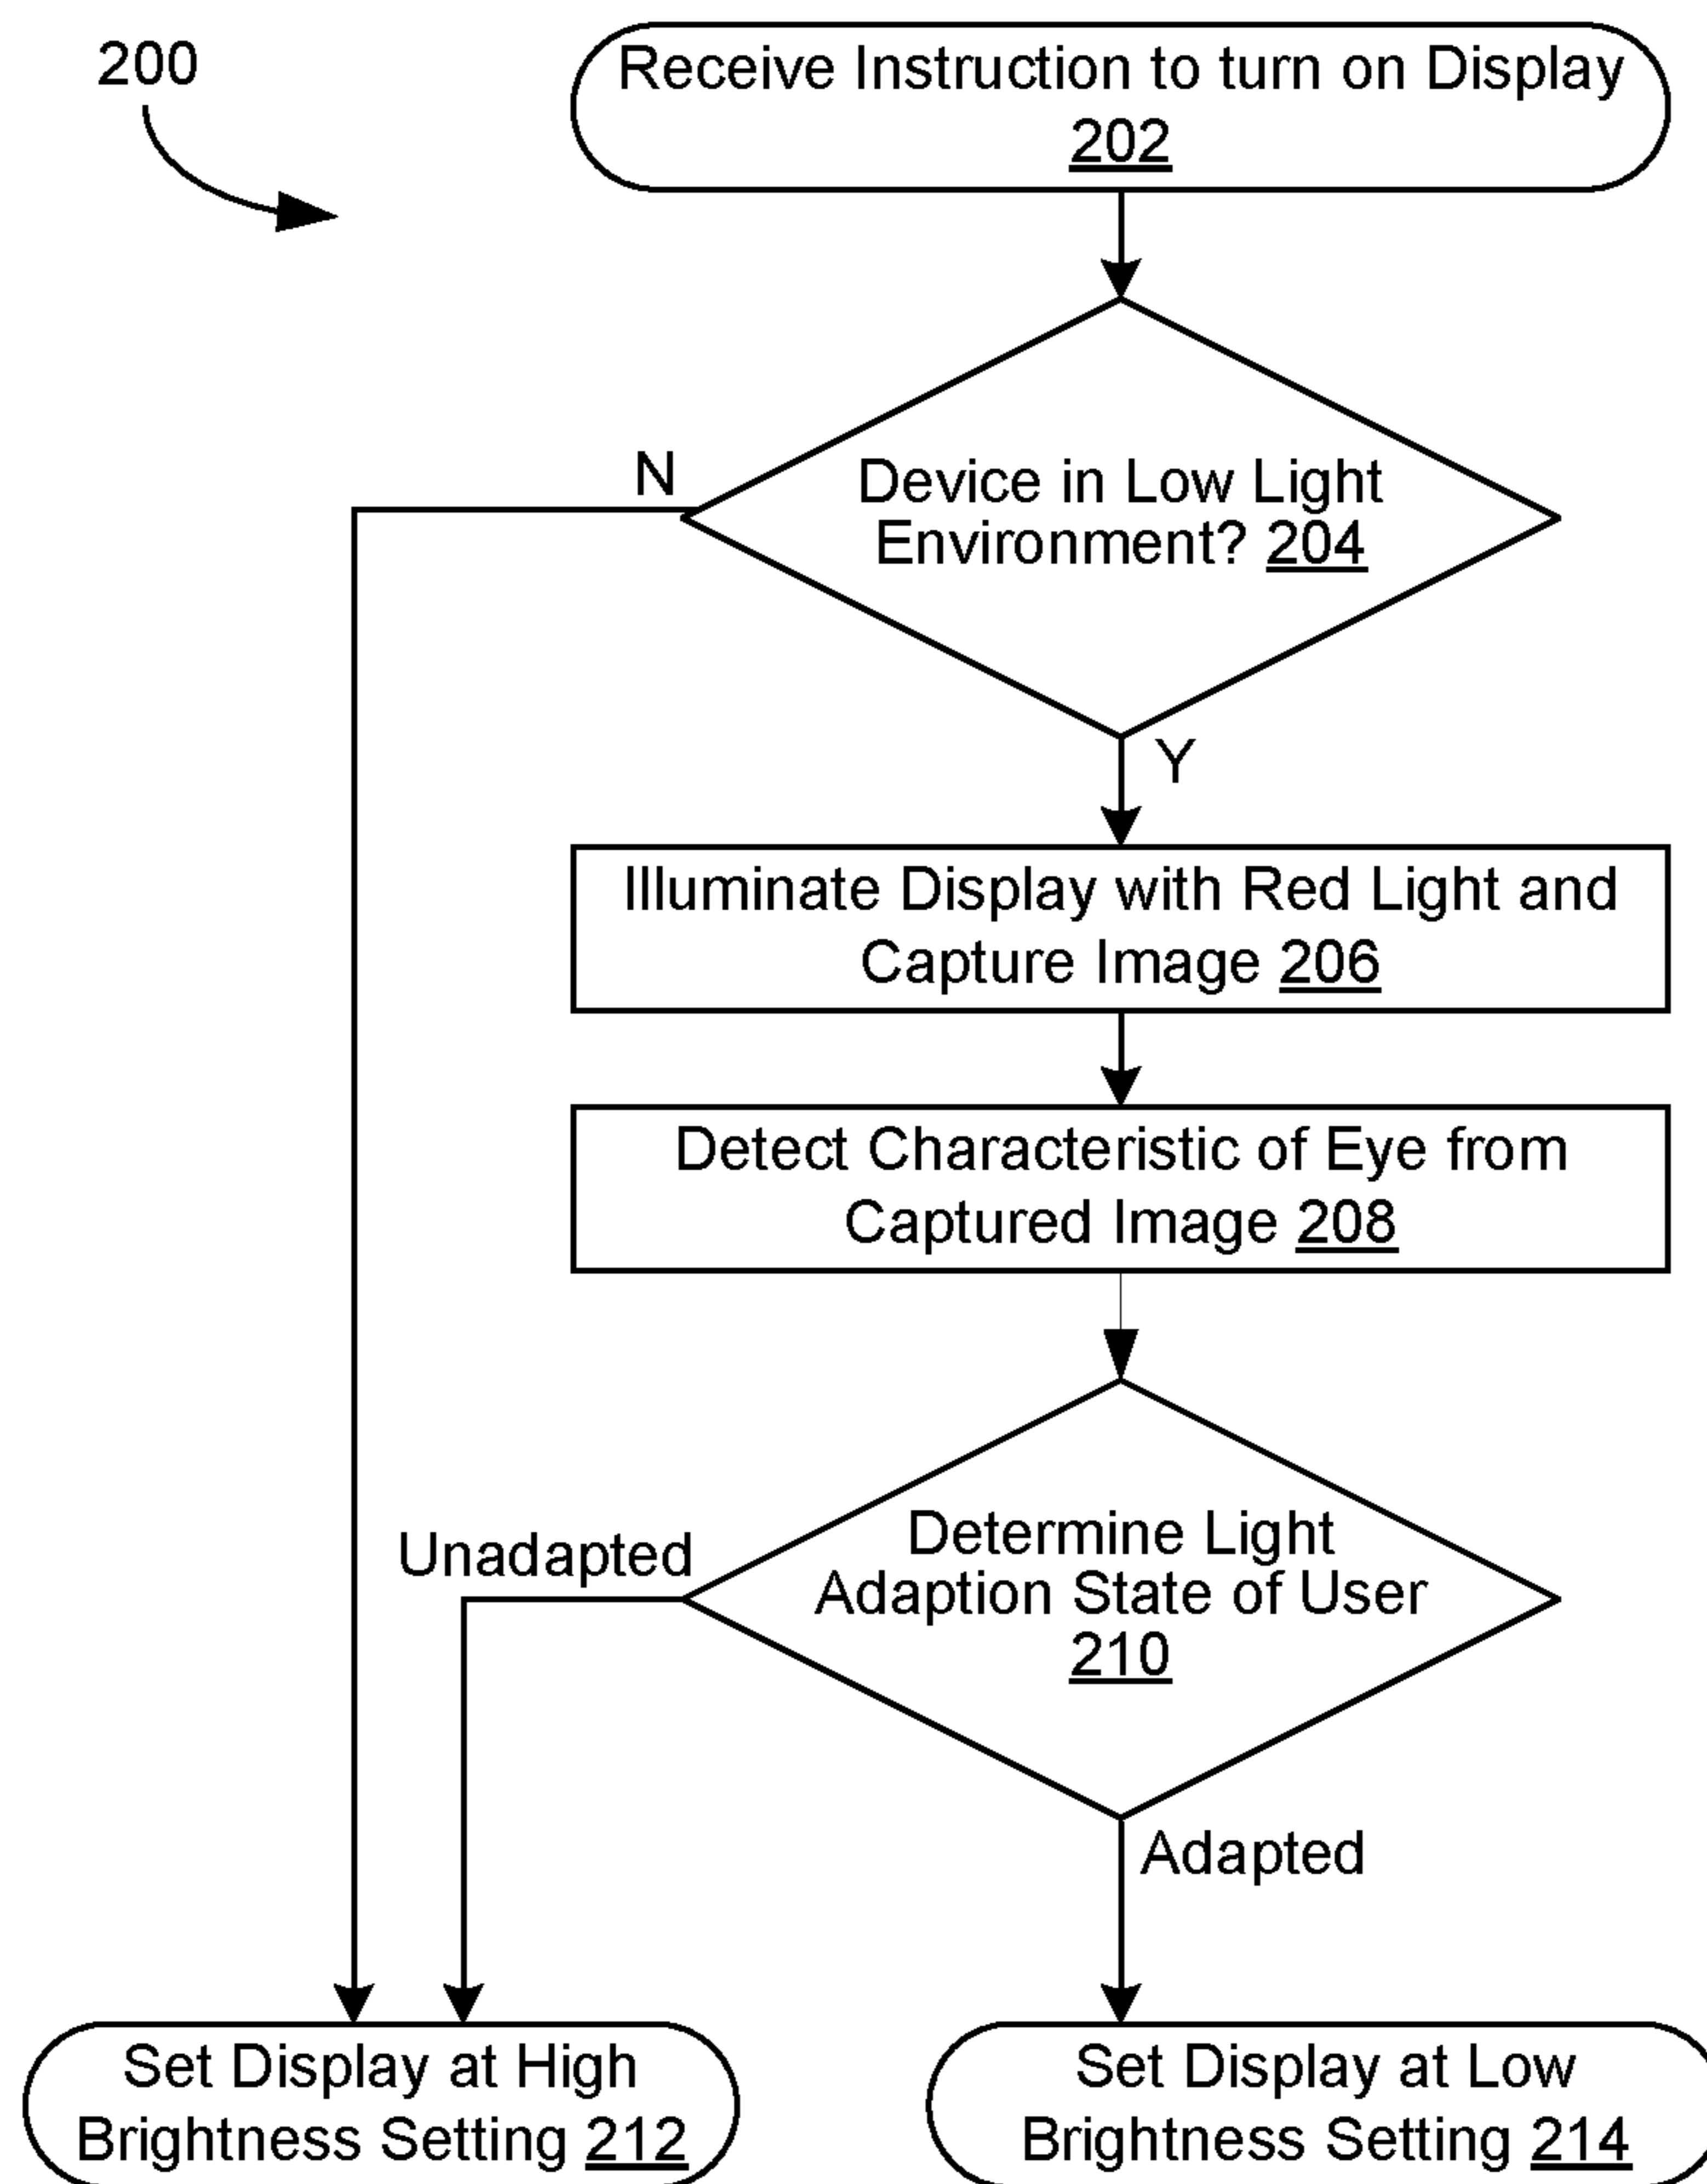 200
Receive Instruction to turn on Display
202
Device in Low Light
Environment? 204
N
Y
Illuminate Display with Red Light and
Capture Image 206
Detect Characteristic of Eye from
Captured Image 208
Determine Light
Adaption State of User
210
Unadapted
Adapted
Set Display at High
Brightness Setting 212
Set Display at Low
Brightness Setting 214